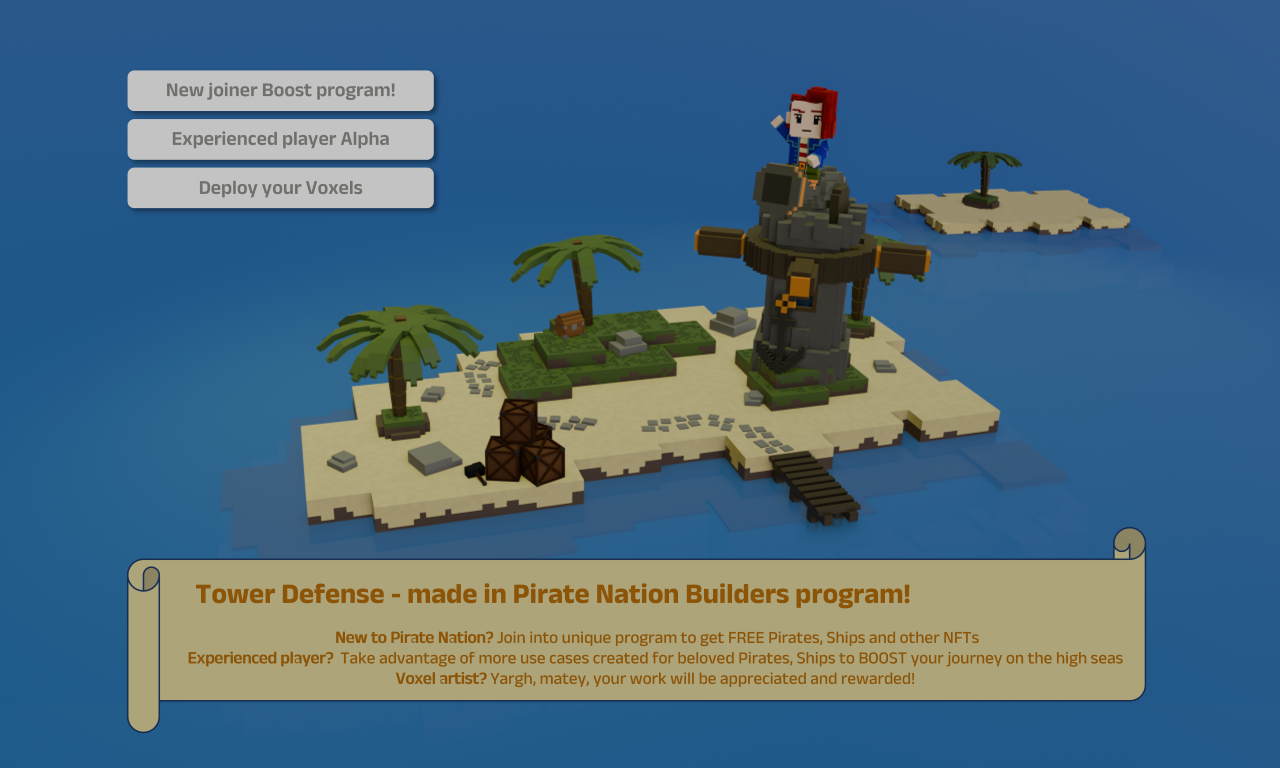 New joiner Boost program!
Experienced player Alpha
Deploy your Voxels
Tower Defense - made in Pirate Nation Builders program!
New to Pirate Nation? Join into unique program to get FREE Pirates, Ships and other NFTs
Experienced player? Take advantage of more use cases created for beloved Pirates, Ships to BOOST your journey on the high seas
Voxel artist? Yargh, matey, your work will be appreciated and rewarded!